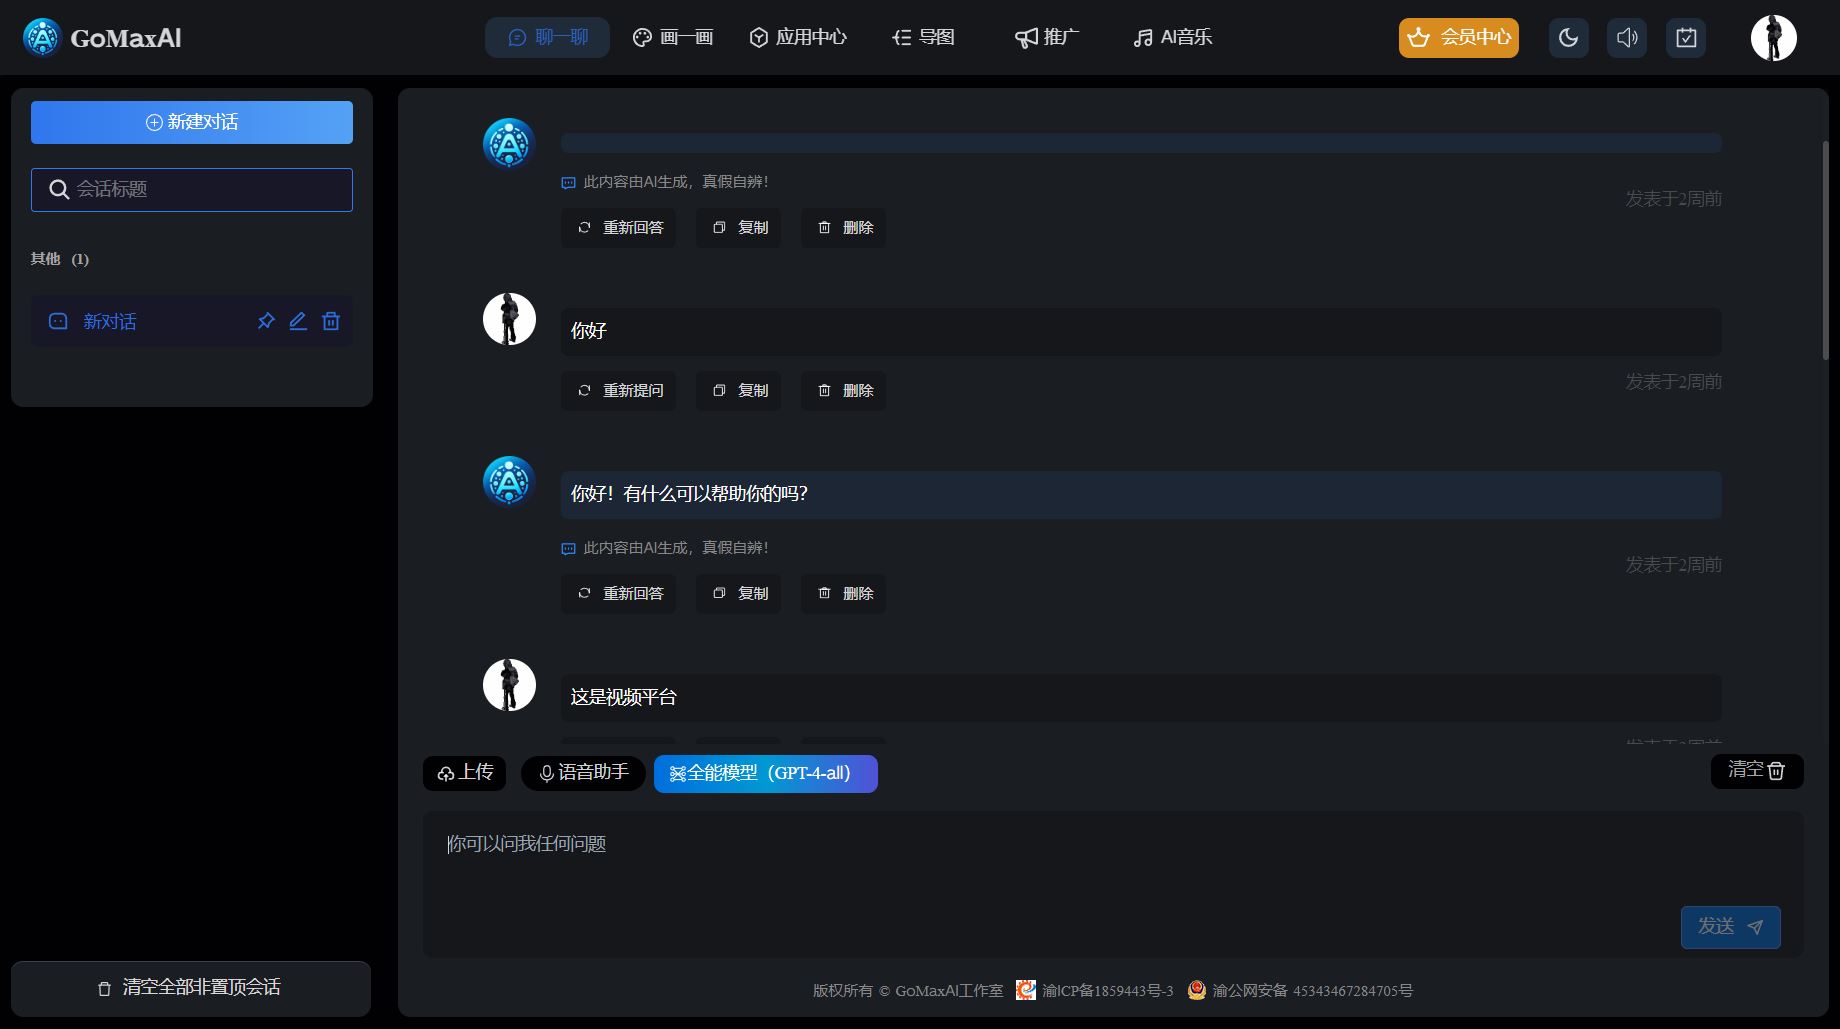 GoMaxAI
聊一聊
画一画
应用中心
导图
推广
AI音乐
会员中心
新建对话
会话标题
其他 (1)
新对话
清空全部非置顶会话
此内容由AI生成，真假自辨！
发表于2周前
重新回答
复制
删除
你好
重新提问
复制
删除
发表于2周前
你好！有什么可以帮助你的吗？
此内容由AI生成，真假自辨！
发表于2周前
重新回答
复制
删除
这是视频平台
上传
语音助手
全能模型（GPT-4-all）
清空
你可以问我任何问题
发送
版权所有 © GoMaxAI工作室 渝ICP备1859443号-3 渝公网安备 45343467284705号